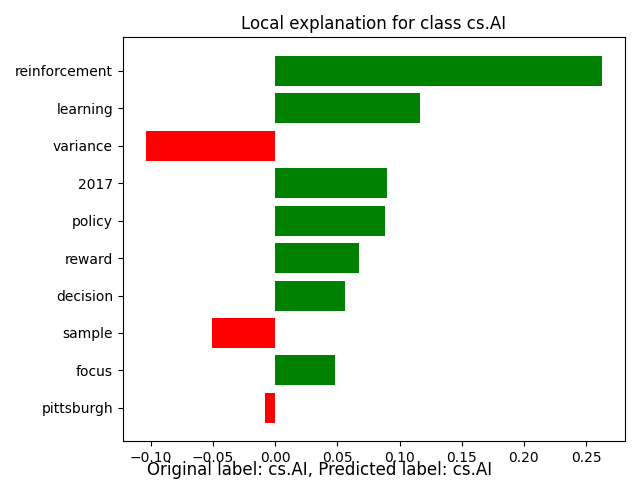 Local explanation for class cs.AI
reinforcement
learning
variance
2017
policy
reward
decision
sample
focus
pittsburgh
−0.10 −0.05 0.00 0.05 0.10 0.15 0.20 0.25
Original label: cs.AI, Predicted label: cs.AI